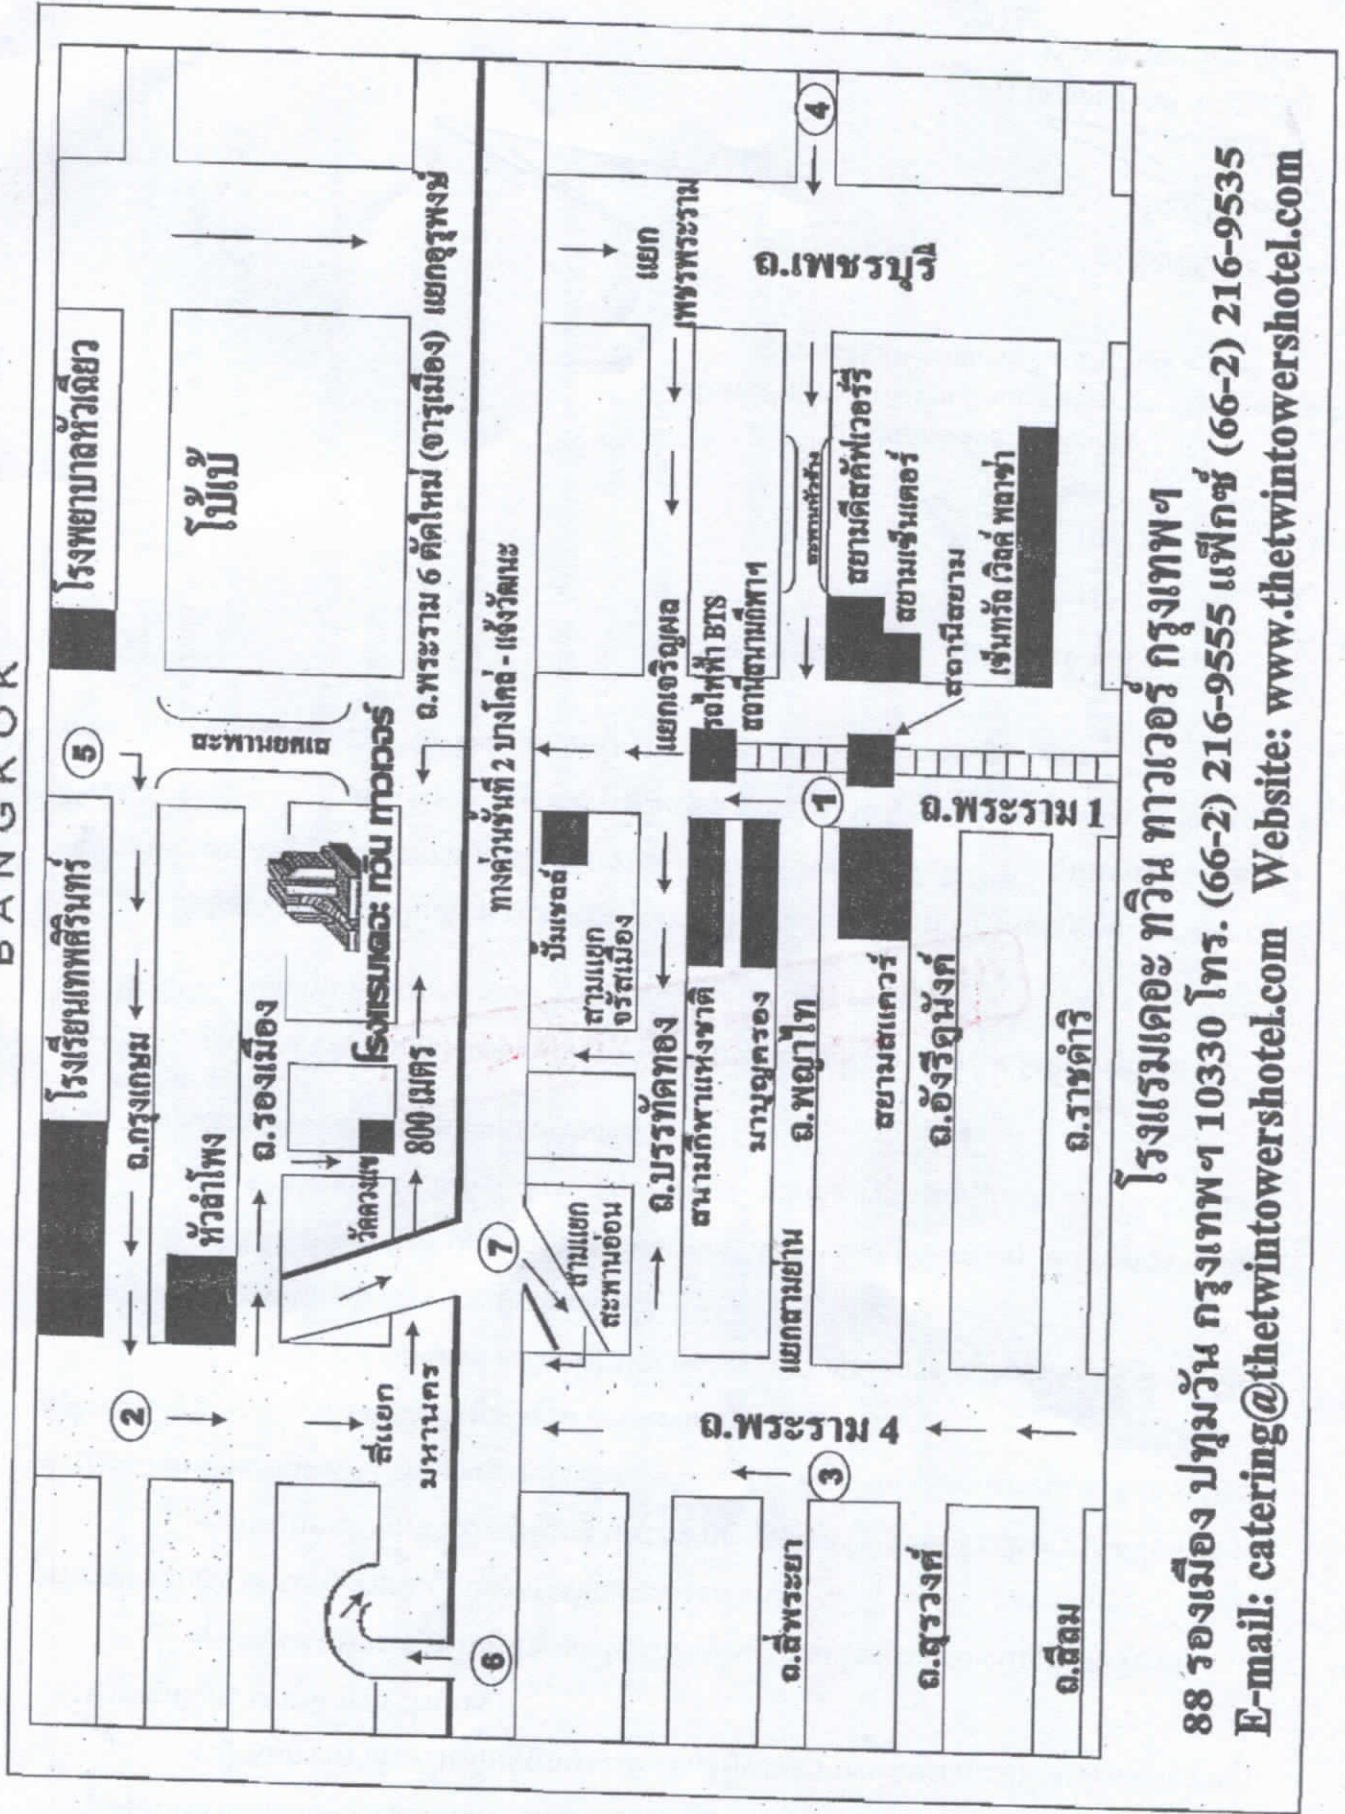 BANGKOK
โรงเรียนเทพศิรินทร์
โรงพยาบาลหัวเฉียว
5
ถ.กรุงเกษม
2
หัวลำโพง
โบ๊เบ๊
สะพานยศเส
ถ.รองเมือง
วัดดวงแข
โรงแรมเดอะ ทวิน ทาวเวอร์
800 เมตร
สี่แยก
มหานคร
ถ.พระราม 6 ตัดใหม่ (จารุเมือง)
แยกอุรุพงษ์
ทางด่วนขั้นที่ 2 บางโคล่ - แจ้งวัฒนะ
6
7
ปั๊มเชลล์
สามแยก
จรัสเมือง
สามแยก
สะพานอ่อน
ถ.บรรทัดทอง
แยกเจริญผล
แยก
เพชรพระราม
รถไฟฟ้า BTS
สถานีสนามกีฬาฯ
สนามกีฬาแห่งชาติ
มาบุญครอง
ถ.พระราม 4
3
แยกสามย่าน
ถ.พญาไท
1
สะพานหัวช้าง
ถ.เพชรบุรี
4
สยามดิสคัฟเวอร์รี่
สยามเซ็นเตอร์
สถานีสยาม
เซ็นทรัล เวิลด์ พลาซ่า
สยามสแควร์
ถ.พระราม 1
ถ.อังรีดูนังต์
ถ.ราชดำริ
ถ.สี่พระยา
ถ.สุรวงศ์
ถ.สีลม
โรงแรมเดอะ ทวิน ทาวเวอร์ กรุงเทพฯ
88 รองเมือง ปทุมวัน กรุงเทพฯ 10330 โทร. (66-2) 216-9555 แฟ็กซ์ (66-2) 216-9535
E-mail: catering@thetwintowershotel.com Website: www.thetwintowershotel.com